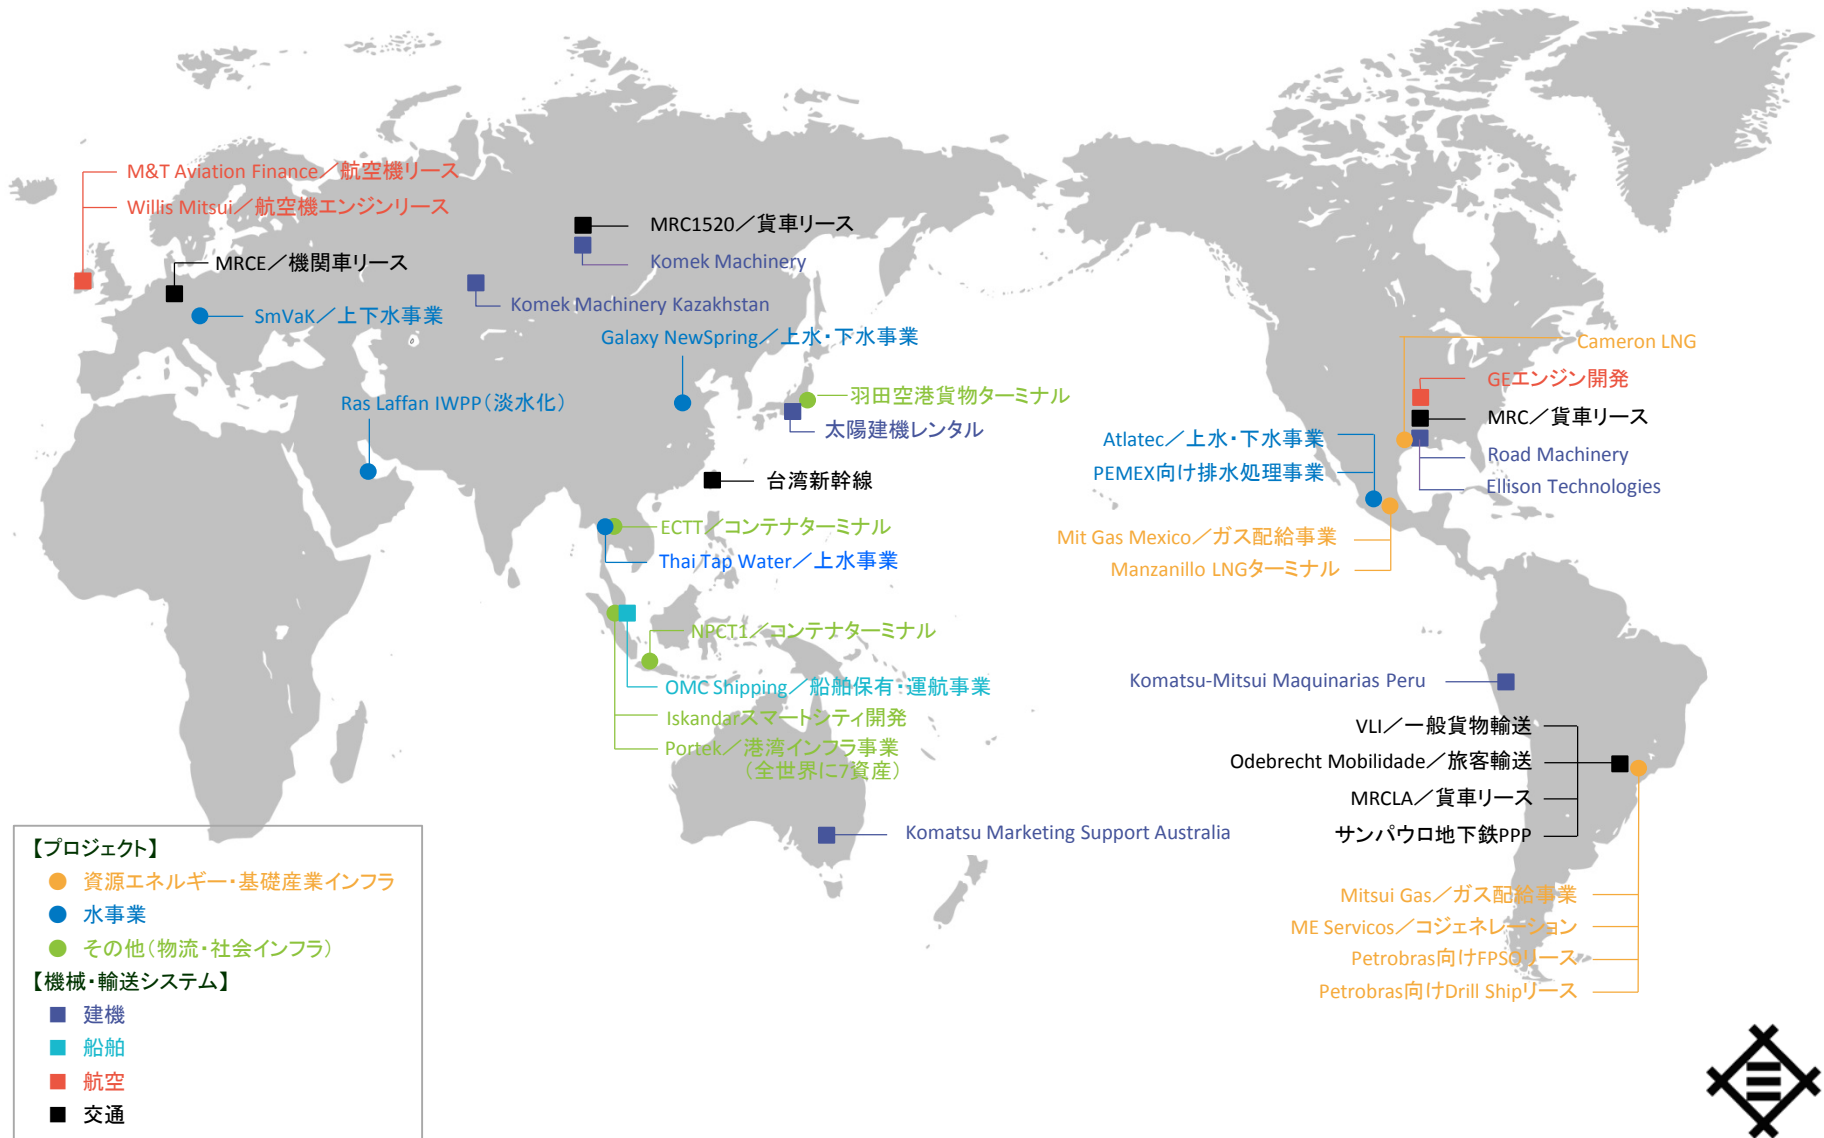 M&T Aviation Finance／航空機リース
Willis Mitsui／航空機エンジンリース
MRCE／機関車リース
SmVaK／上下水事業
MRC1520／貨車リース
Komek Machinery
Komek Machinery Kazakhstan
Galaxy NewSpring／上水・下水事業
Ras Laffan IWPP（淡水化）
羽田空港貨物ターミナル
太陽建機レンタル
台湾新幹線
ECTT／コンテナターミナル
Thai Tap Water／上水事業
NPCT1／コンテナターミナル
OMC Shipping／船舶保有・運航事業
Iskandarスマートシティ開発
Portek／港湾インフラ事業
（全世界に7資産）
Komatsu Marketing Support Australia
Cameron LNG
GEエンジン開発
MRC／貨車リース
Road Machinery
Ellison Technologies
Atlatec／上水・下水事業
PEMEX向け排水処理事業
Mit Gas Mexico／ガス配給事業
Manzanillo LNGターミナル
Komatsu-Mitsui Maquinarias Peru
VLI／一般貨物輸送
Odebrecht Mobilidade／旅客輸送
MRCLA／貨車リース
サンパウロ地下鉄PPP
Mitsui Gas／ガス配給事業
ME Servicos／コジェネレーション
Petrobras向けFPSOリース
Petrobras向けDrill Shipリース
【プロジェクト】
資源エネルギー・基礎産業インフラ
水事業
その他（物流・社会インフラ）
【機械・輸送システム】
建機
船舶
航空
交通